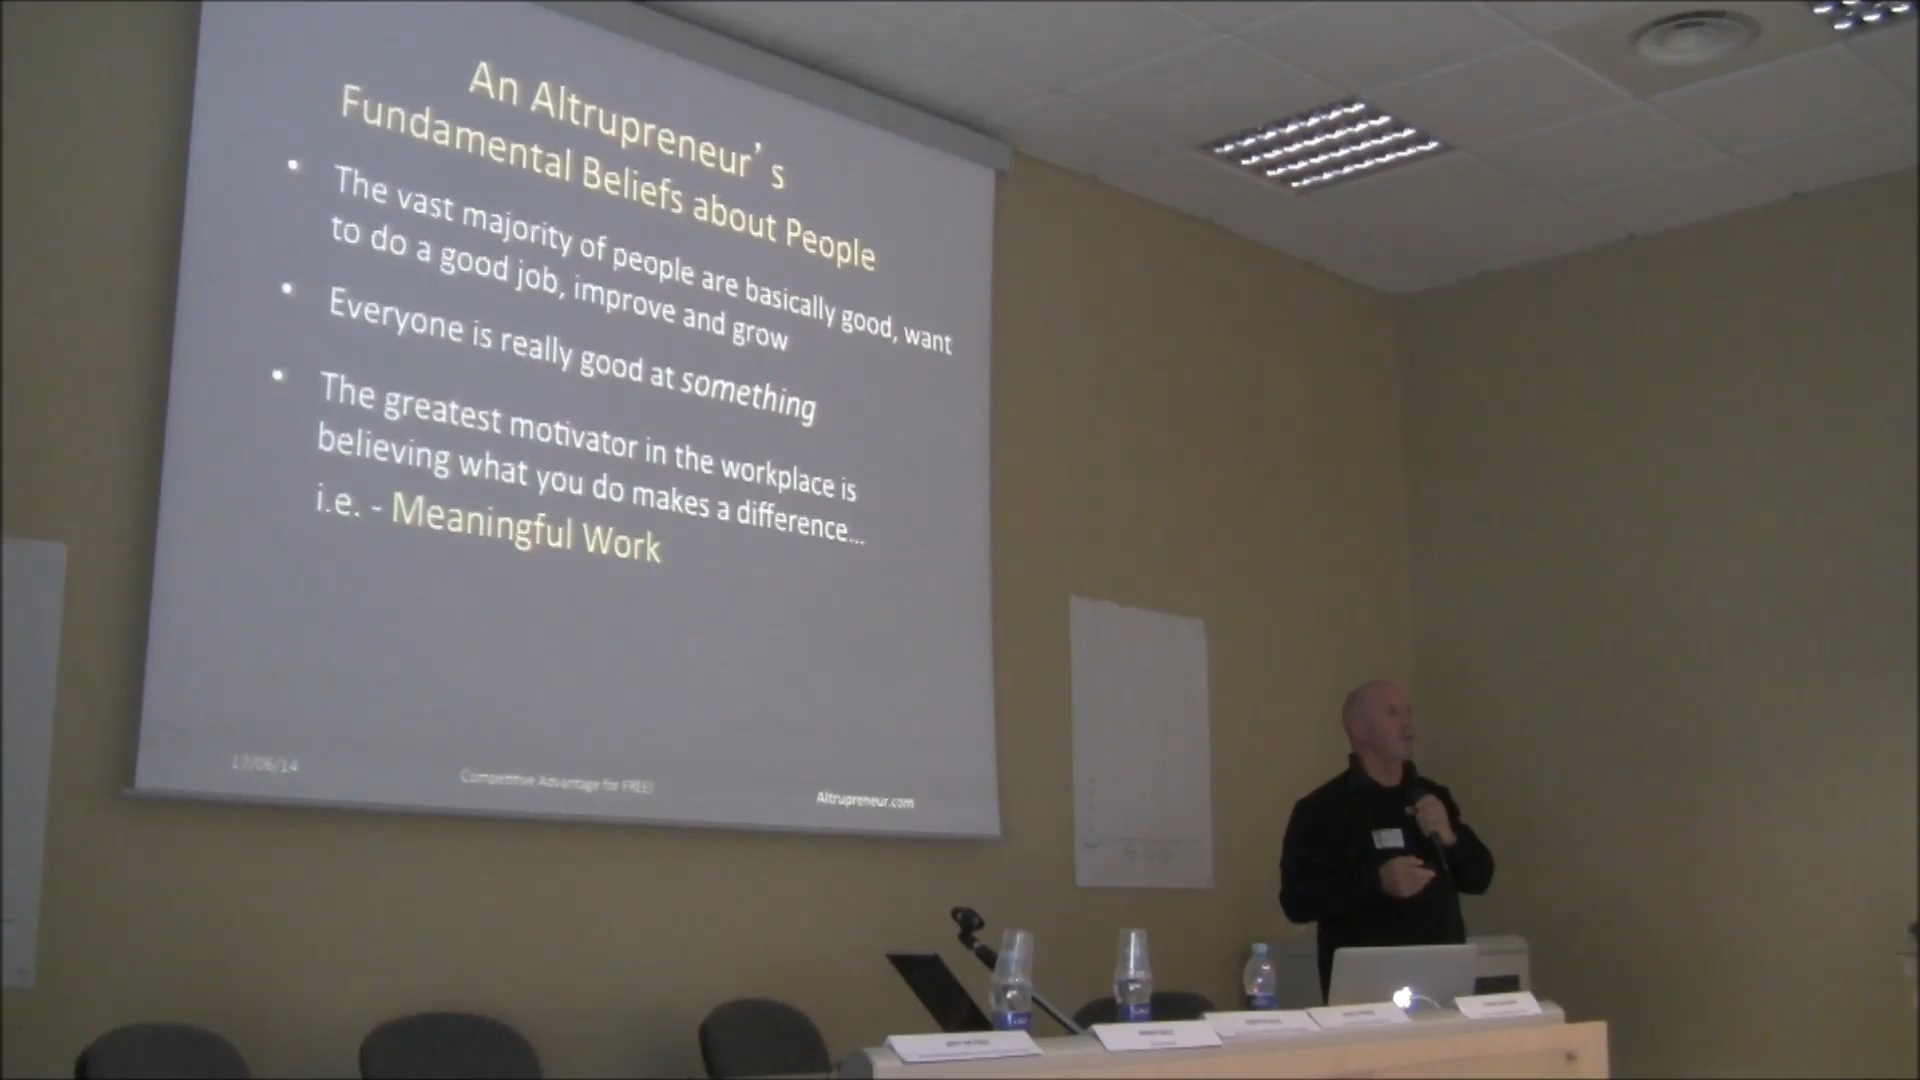 An Altrupreneur’s
Fundamental Beliefs about People
• The vast majority of people are basically good, want
to do a good job, improve and grow
• Everyone is really good at something
• The greatest motivator in the workplace is
believing what you do makes a difference...
i.e. - Meaningful Work
17/06/14
Competitive Advantage for FREE!
Altrupreneur.com